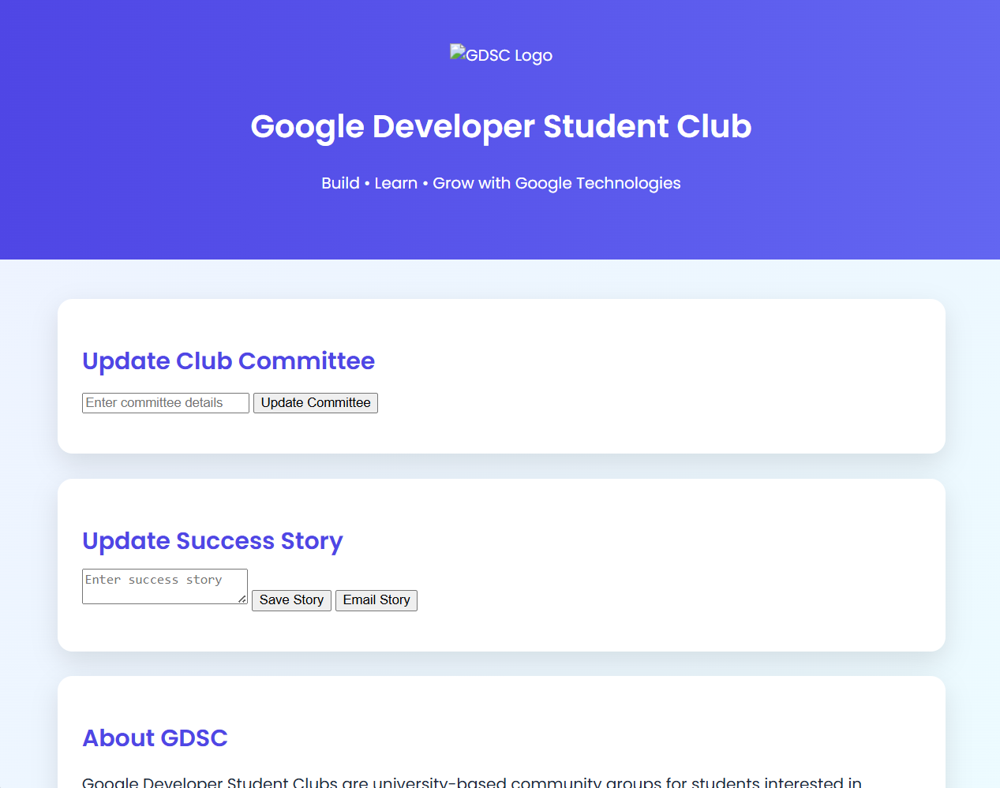 GDSC Logo
Google Developer Student Club
Build • Learn • Grow with Google Technologies
Update Club Committee
Enter committee details Update Committee
Update Success Story
Enter success story Save Story Email Story
About GDSC
Google Developer Student Clubs are university-based community groups for students interested in